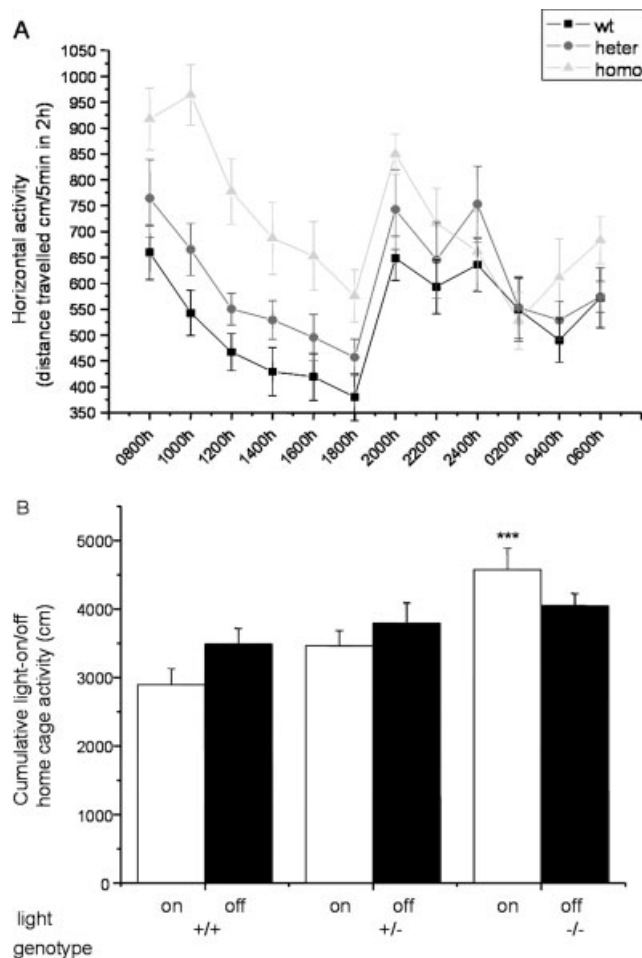 A
wt
heter
homo
Horizontal activity
(distance travelled cm/5min in 2h)
1050
1000
950
900
850
800
750
700
650
600
550
500
450
400
350
0800h
1000h
1200h
1400h
1600h
1800h
2000h
2200h
2400h
0200h
0400h
0600h
B
Cumulative light-on/off
home cage activity (cm)
5000
4000
3000
2000
1000
0
***
light on off on off on off
genotype +/+ +/- -/-